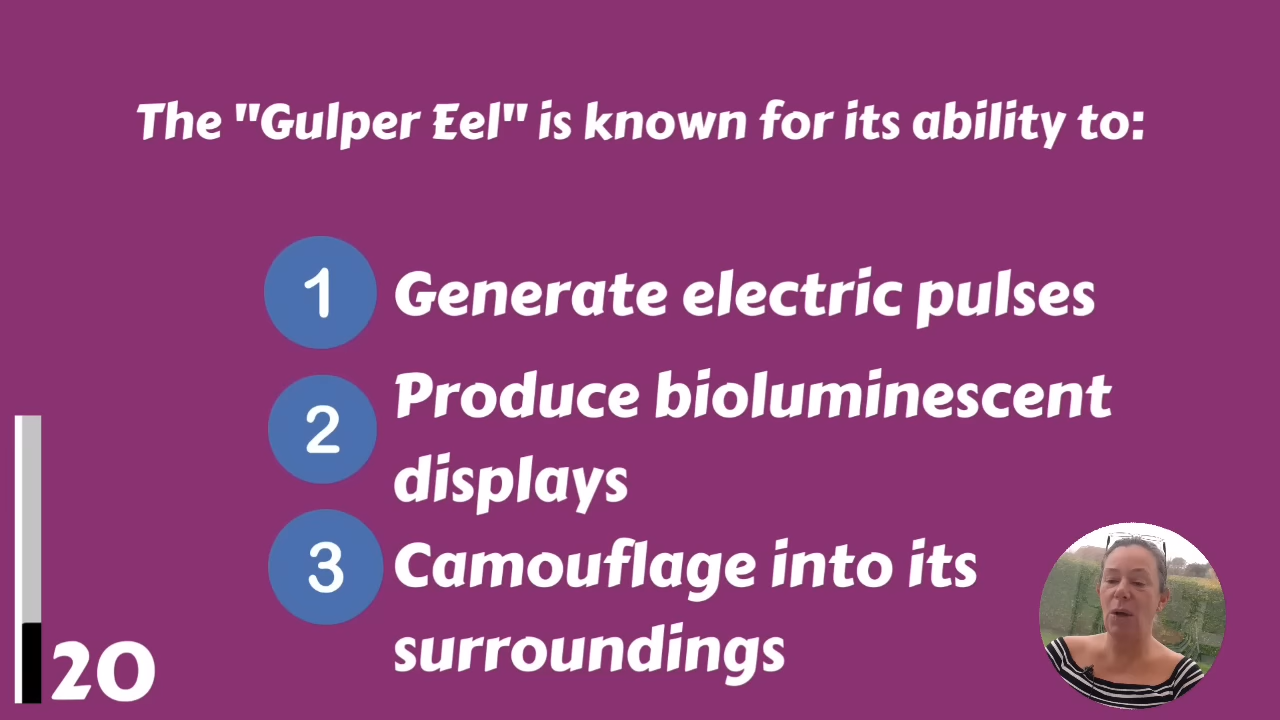 The "Gulper Eel" is known for its ability to:
1 Generate electric pulses
2 Produce bioluminescent
displays
3 Camouflage into its
surroundings
20